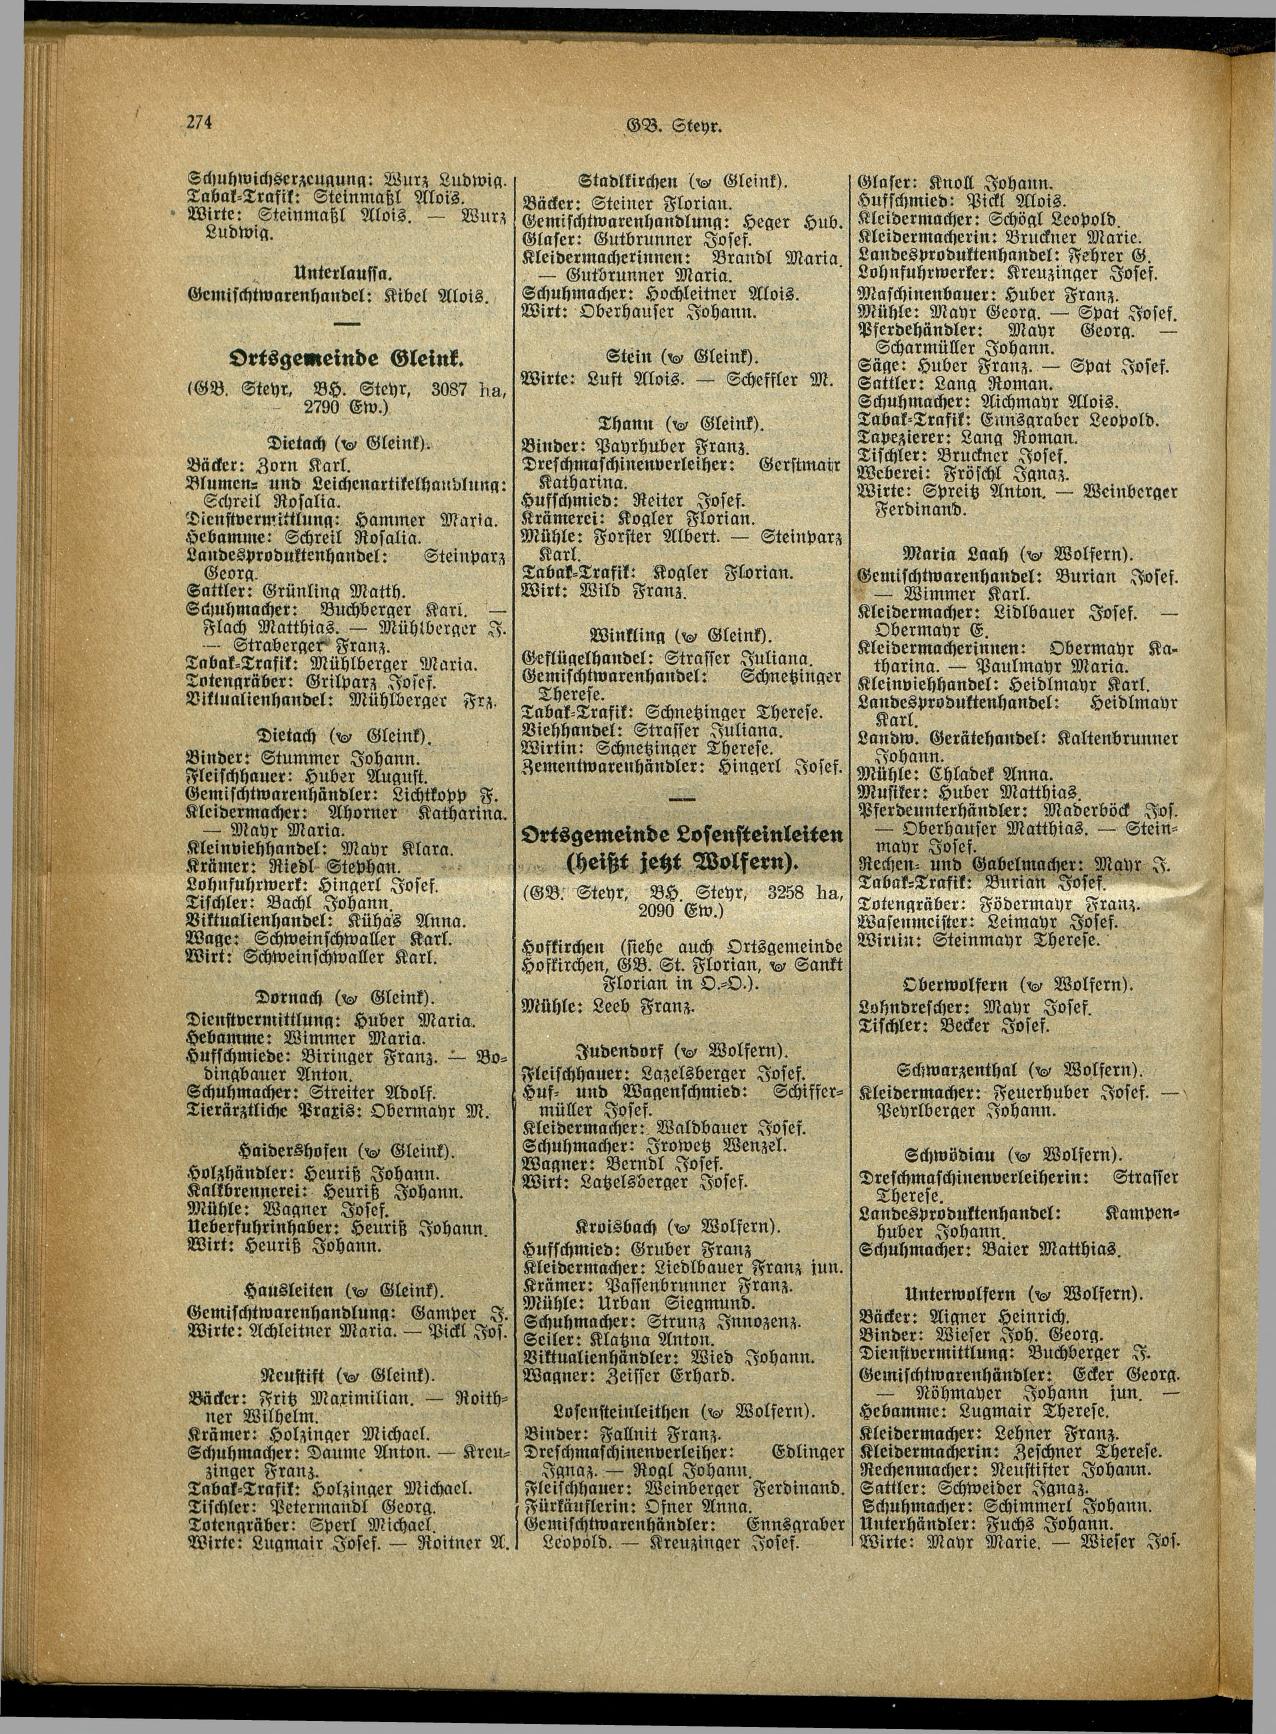 274
GB. Steyr.
Schuhwichserzeugung: Wurz Ludwig.
Tabak-Trafik: Steinmaßl Alois.
Wirte: Steinmaßl Alois. — Wurz
Ludwig.
Unterlaussa.
Gemischtwarenhandel: Kibel Alois.
Ortsgemeinde Gleink.
(GB. Steyr, BH. Steyr, 3087 ha,
2790 Ew.)
Dietach (Gleink).
Bäcker: Zorn Karl.
Blumen- und Leichenartikelhandlung:
Schreil Rosalia.
Dienstvermittlung: Hammer Maria.
Hebamme: Schreil Rosalia.
Landesproduktenhandel: Steinparz
Georg.
Sattler: Grünling Matth.
Schuhmacher: Buchberger Karl. —
Flach Matthias. — Mühlberger J.
— Straberger Franz.
Tabak-Trafik: Mühlberger Maria.
Totengräber: Grilparz Josef.
Viktualienhandel: Mühlberger Frz.
Dietach (Gleink).
Binder: Stummer Johann.
Fleischhauer: Huber August.
Gemischtwarenhändler: Lichtkopp F.
Kleidermacher: Ahorner Katharina.
— Mayr Maria.
Kleinviehhandel: Mayr Klara.
Krämer: Riedl Stephan.
Lohnfuhrwerk: Hingerl Josef.
Tischler: Bachl Johann.
Viktualienhandel: Kühas Anna.
Wage: Schweinschwaller Karl.
Wirt: Schweinschwaller Karl.
Dornach (Gleink).
Dienstvermittlung: Huber Maria.
Hebamme: Wimmer Maria.
Hufschmiede: Biringer Franz. — Bo-
dingbauer Anton.
Schuhmacher: Streiter Adolf.
Tierärztliche Praxis: Obermayr M.
Haidershofen (Gleink).
Holzhändler: Heuriß Johann.
Kalkbrennerei: Heuriß Johann.
Mühle: Wagner Josef.
Ueberfuhrinhaber: Heuriß Johann.
Wirt: Heuriß Johann.
Hausleiten (Gleink).
Gemischtwarenhandlung: Gamper J.
Wirte: Achleitner Maria. — Pickl Jos.
Neustift (Gleink).
Bäcker: Fritz Maximilian. — Roith-
ner Wilhelm.
Krämer: Holzinger Michael.
Schuhmacher: Daume Anton. — Kreu-
zinger Franz.
Tabak-Trafik: Holzinger Michael.
Tischler: Petermandl Georg.
Totengräber: Sperl Michael.
Wirte: Lugmair Josef. — Roitner A.
Stadlkirchen (Gleink).
Bäcker: Steiner Florian.
Gemischtwarenhandlung: Heger Hub.
Glaser: Gutbrunner Josef.
Kleidermacherinnen: Brandl Maria.
— Gutbrunner Maria.
Schuhmacher: Hochleitner Alois.
Wirt: Oberhauser Johann.
Stein (Gleink).
Wirte: Luft Alois. — Scheffler M.
Thann (Gleink).
Binder: Payrhuber Franz.
Dreschmaschinenverleiher: Gerstmair
Katharina.
Hufschmied: Reiter Josef.
Krämerei: Kogler Florian.
Mühle: Forster Albert. — Steinparz
Karl.
Tabak-Trafik: Kogler Florian.
Wirt: Wild Franz.
Winkling (Gleink).
Geflügelhandel: Strasser Juliana.
Gemischtwarenhandel: Schnetzinger
Therese.
Tabak-Trafik: Schnetzinger Therese.
Viehhandel: Strasser Juliana.
Wirtin: Schnetzinger Therese.
Zementwarenhändler: Hingerl Josef.
Ortsgemeinde Losensteinleiten
(heißt jetzt Wolfern).
(GB. Steyr, BH. Steyr, 3258 ha,
2090 Ew.)
Hofkirchen (siehe auch Ortsgemeinde
Hofkirchen, GB. St. Florian, Sankt
Florian in O.-O.).
Mühle: Leeb Franz.
Judendorf (Wolfern).
Fleischhauer: Lazelsberger Josef.
Huf- und Wagenschmied: Schiffer-
müller Josef.
Kleidermacher: Waldbauer Josef.
Schuhmacher: Irowetz Wenzel.
Wagner: Berndl Josef.
Wirt: Latzelsberger Josef.
Kroisbach (Wolfern).
Hufschmied: Gruber Franz
Kleidermacher: Liedlbauer Franz jun.
Krämer: Passenbrunner Franz.
Mühle: Urban Siegmund.
Schuhmacher: Strunz Innozenz.
Seiler: Klatzna Anton.
Viktualienhändler: Wied Johann.
Wagner: Zeisser Erhard.
Losensteinleithen (Wolfern).
Binder: Fallnit Franz.
Dreschmaschinenverleiher: Edlinger
Ignaz. — Rogl Johann.
Fleischhauer: Weinberger Ferdinand.
Fürkäuflerin: Ofner Anna.
Gemischtwarenhändler: Ennsgraber
Leopold. — Kreuzinger Josef.
Glaser: Knoll Johann.
Hufschmied: Pickl Alois.
Kleidermacher: Schögl Leopold.
Kleidermacherin: Bruckner Marie.
Landesproduktenhandel: Fehrer G.
Lohnfuhrwerker: Kreuzinger Josef.
Maschinenbauer: Huber Franz.
Mühle: Mayr Georg. — Spat Josef.
Pferdehändler: Mayr Georg. —
Scharmüller Johann.
Säge: Huber Franz. — Spat Josef.
Sattler: Lang Roman.
Schuhmacher: Aichmayr Alois.
Tabak-Trafik: Ennsgraber Leopold.
Tapezierer: Lang Roman.
Tischler: Bruckner Josef.
Weberei: Fröschl Ignaz.
Wirte: Spreitz Anton. — Weinberger
Ferdinand.
Maria Laah (Wolfern).
Gemischtwarenhandel: Burian Josef.
— Wimmer Karl.
Kleidermacher: Lidlbauer Josef. —
Obermayr E.
Kleidermacherinnen: Obermayr Ka-
tharina. — Paulmayr Maria.
Kleinviehhandel: Heidlmayr Karl.
Landesproduktenhandel: Heidlmayr
Karl.
Landw. Gerätehandel: Kaltenbrunner
Johann.
Mühle: Chladek Anna.
Musiker: Huber Matthias.
Pferdeunterhändler: Maderböck Jos.
— Oberhauser Matthias. — Stein-
mayr Josef.
Rechen- und Gabelmacher: Mayr J.
Tabak-Trafik: Burian Josef.
Totengräber: Födermayr Franz.
Wasenmeister: Leimayr Josef.
Wirtin: Steinmayr Therese.
Oberwolfern (Wolfern).
Lohndrescher: Mayr Josef.
Tischler: Becker Josef.
Schwarzenthal (Wolfern).
Kleidermacher: Feuerhuber Josef. —
Peyrlberger Johann.
Schwödiau (Wolfern).
Dreschmaschinenverleiherin: Strasser
Therese.
Landesproduktenhandel: Kampen-
huber Johann.
Schuhmacher: Baier Matthias.
Unterwolfern (Wolfern).
Bäcker: Aigner Heinrich.
Binder: Wieser Joh. Georg.
Dienstvermittlung: Buchberger J.
Gemischtwarenhändler: Ecker Georg.
— Nöhmayer Johann jun. —
Hebamme: Lugmair Therese.
Kleidermacher: Lehner Franz.
Kleidermacherin: Zeschner Therese.
Rechenmacher: Neustifter Johann.
Sattler: Schweider Ignaz.
Schuhmacher: Schimmerl Johann.
Unterhändler: Fuchs Johann.
Wirte: Mayr Marie. — Wieser Jos.